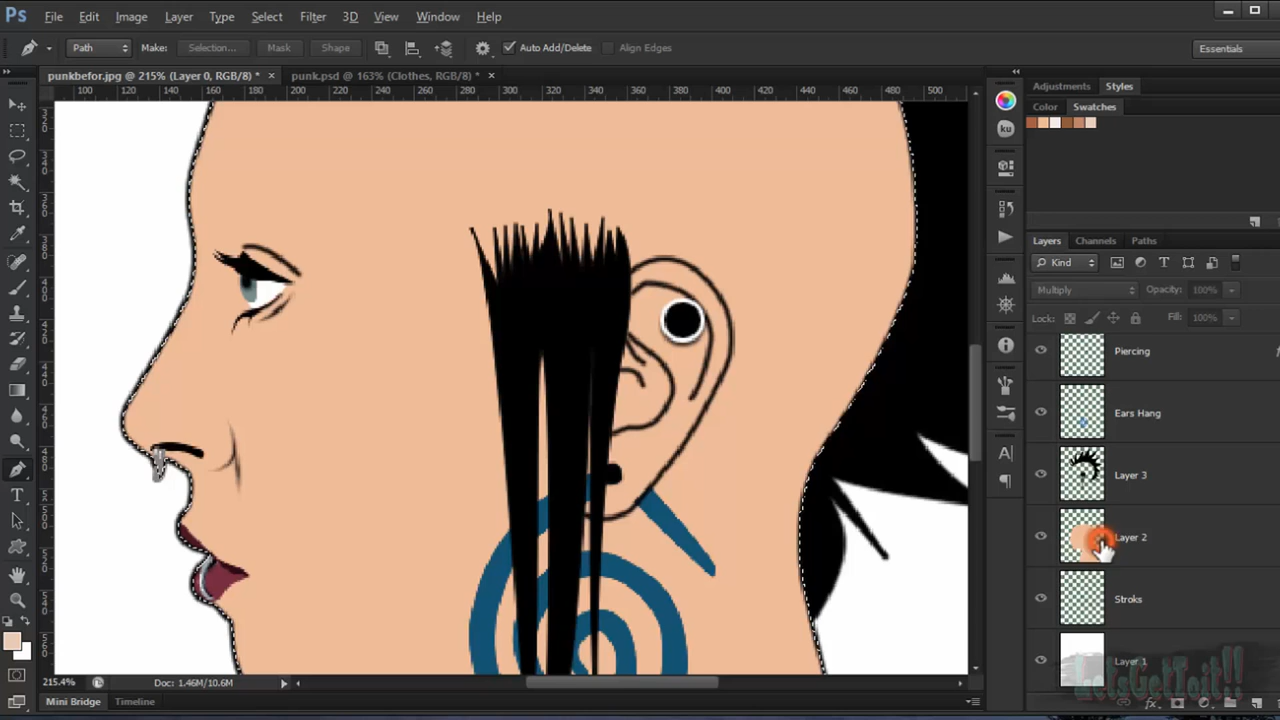 Ps File Edit Image Layer Type Select Filter 3D View Window Help
Path Make: Selection... Mask Shape Auto Add/Delete Align Edges Essentials
punkbefor.jpg @ 215% (Layer 0, RGB/8) * × punk.psd @ 163% (Clothes, RGB/8) * ×
100 120 140 160 180 200 220 240 260 280 300 320 340 360 380 400 420 440 460 480 500
Adjustments Styles
Color Swatches
ku
Layers Channels Paths
Kind
Multiply Opacity: 100%
Lock: Fill: 100%
Piercing
Ears Hang
Layer 3
Layer 2
Stroks
Layer 1
LetsGetToit!!
215.4% Doc: 1.46M/10.6M
Mini Bridge Timeline